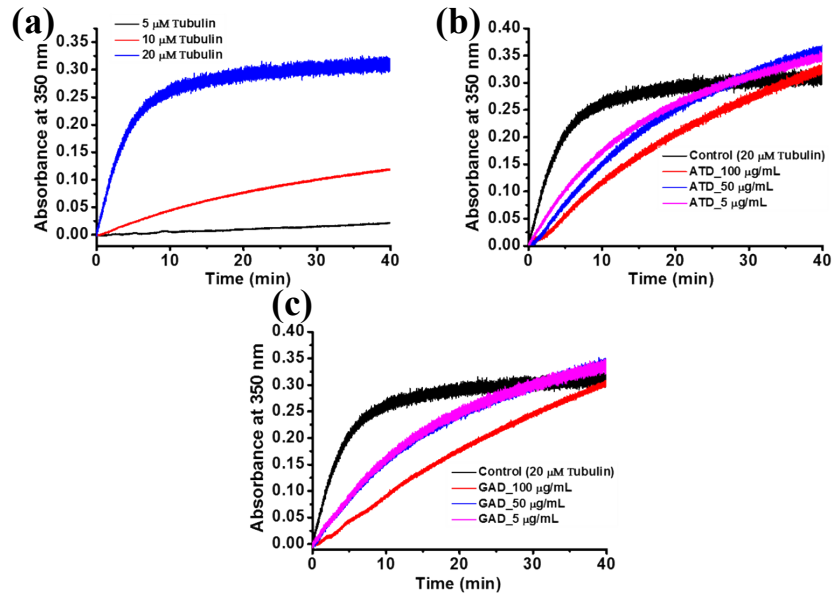 (a)
5 μM Tubulin
10 μM Tubulin
20 μM Tubulin
Absorbance at 350 nm
0.35
0.30
0.25
0.20
0.15
0.10
0.05
0.00
0 10 20 30 40
Time (min)
(b)
Absorbance at 350 nm
0.40
0.35
0.30
0.25
0.20
0.15
0.10
0.05
0.00
Control (20 μM Tubulin)
ATD_100 μg/mL
ATD_50 μg/mL
ATD_5 μg/mL
0 10 20 30 40
Time (min)
(c)
Absorbance at 350 nm
0.40
0.35
0.30
0.25
0.20
0.15
0.10
0.05
0.00
Control (20 μM Tubulin)
GAD_100 μg/mL
GAD_50 μg/mL
GAD_5 μg/mL
0 10 20 30 40
Time (min)